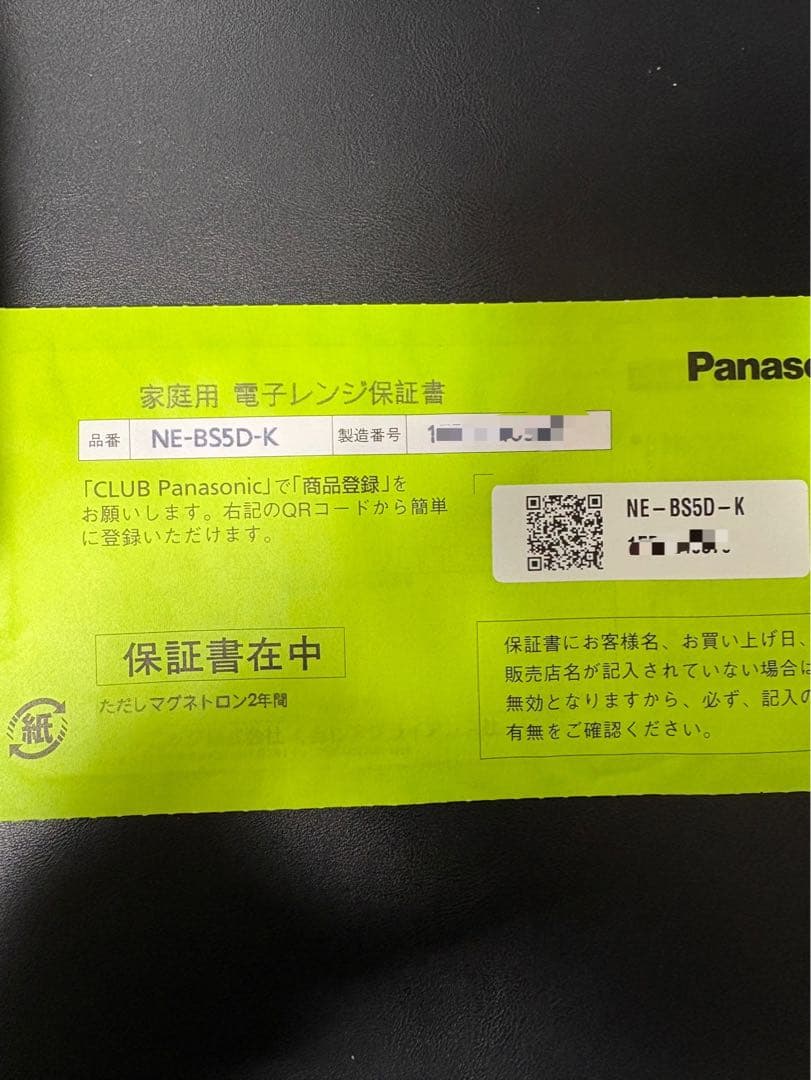 Panaso
家庭用 電子レンジ保証書
品番 NE-BS5D-K 製造番号
「CLUB Panasonic」で「商品登録」を
お願いします。右記のQRコードから簡単
に登録いただけます。
NE-BS5D-K
保証書在中
ただしマグネトロン2年間
紙
保証書にお客様名、お買い上げ日、
販売店名が記入されていない場合は
無効となりますから、必ず、記入の
有無をご確認ください。